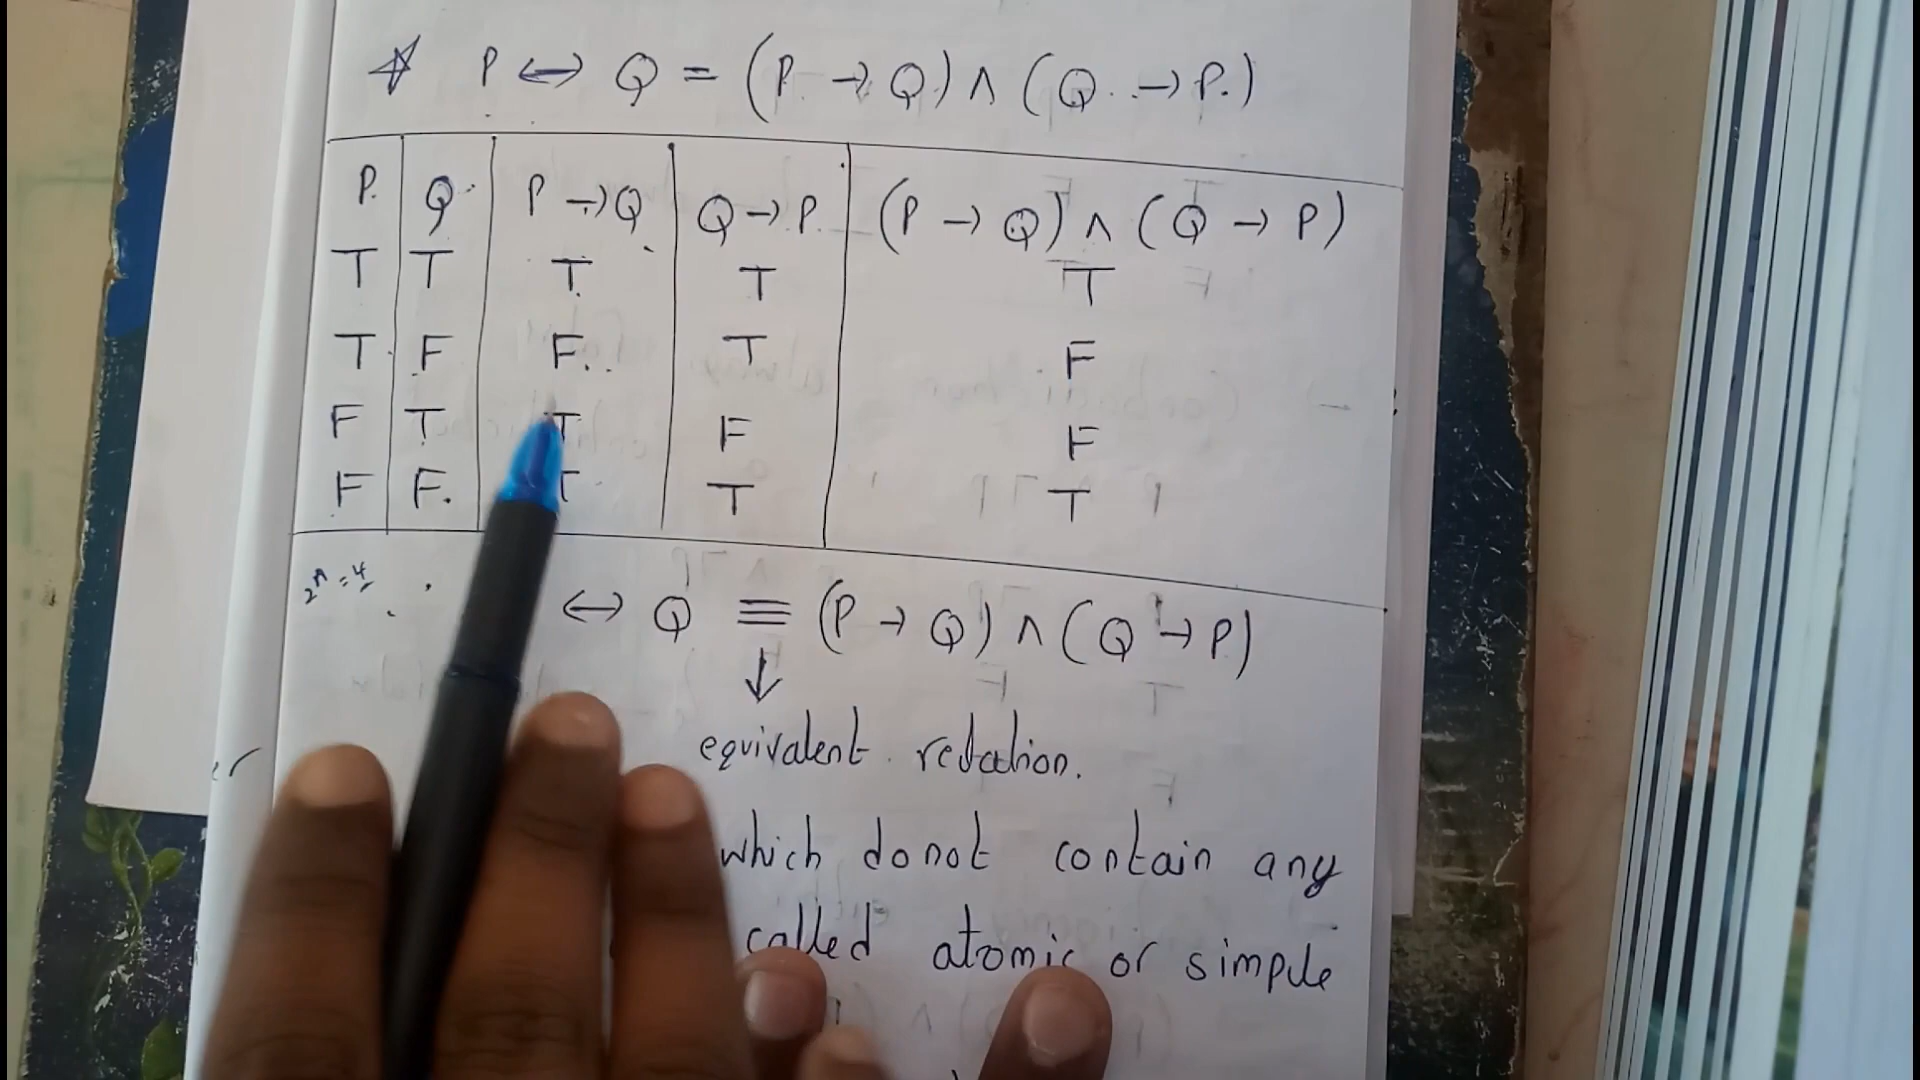 P ↔ Q = (P → Q) ∧ (Q → P.)
P. Q P → Q Q → P. (P → Q) ∧ (Q → P)
T T T T T
T F F T F
F T T F F
F F. T T T
2ⁿ = 4
↔ Q ≡ (P → Q) ∧ (Q → P)
↓
equivalent relation.
which donot contain any
called atomic or simple